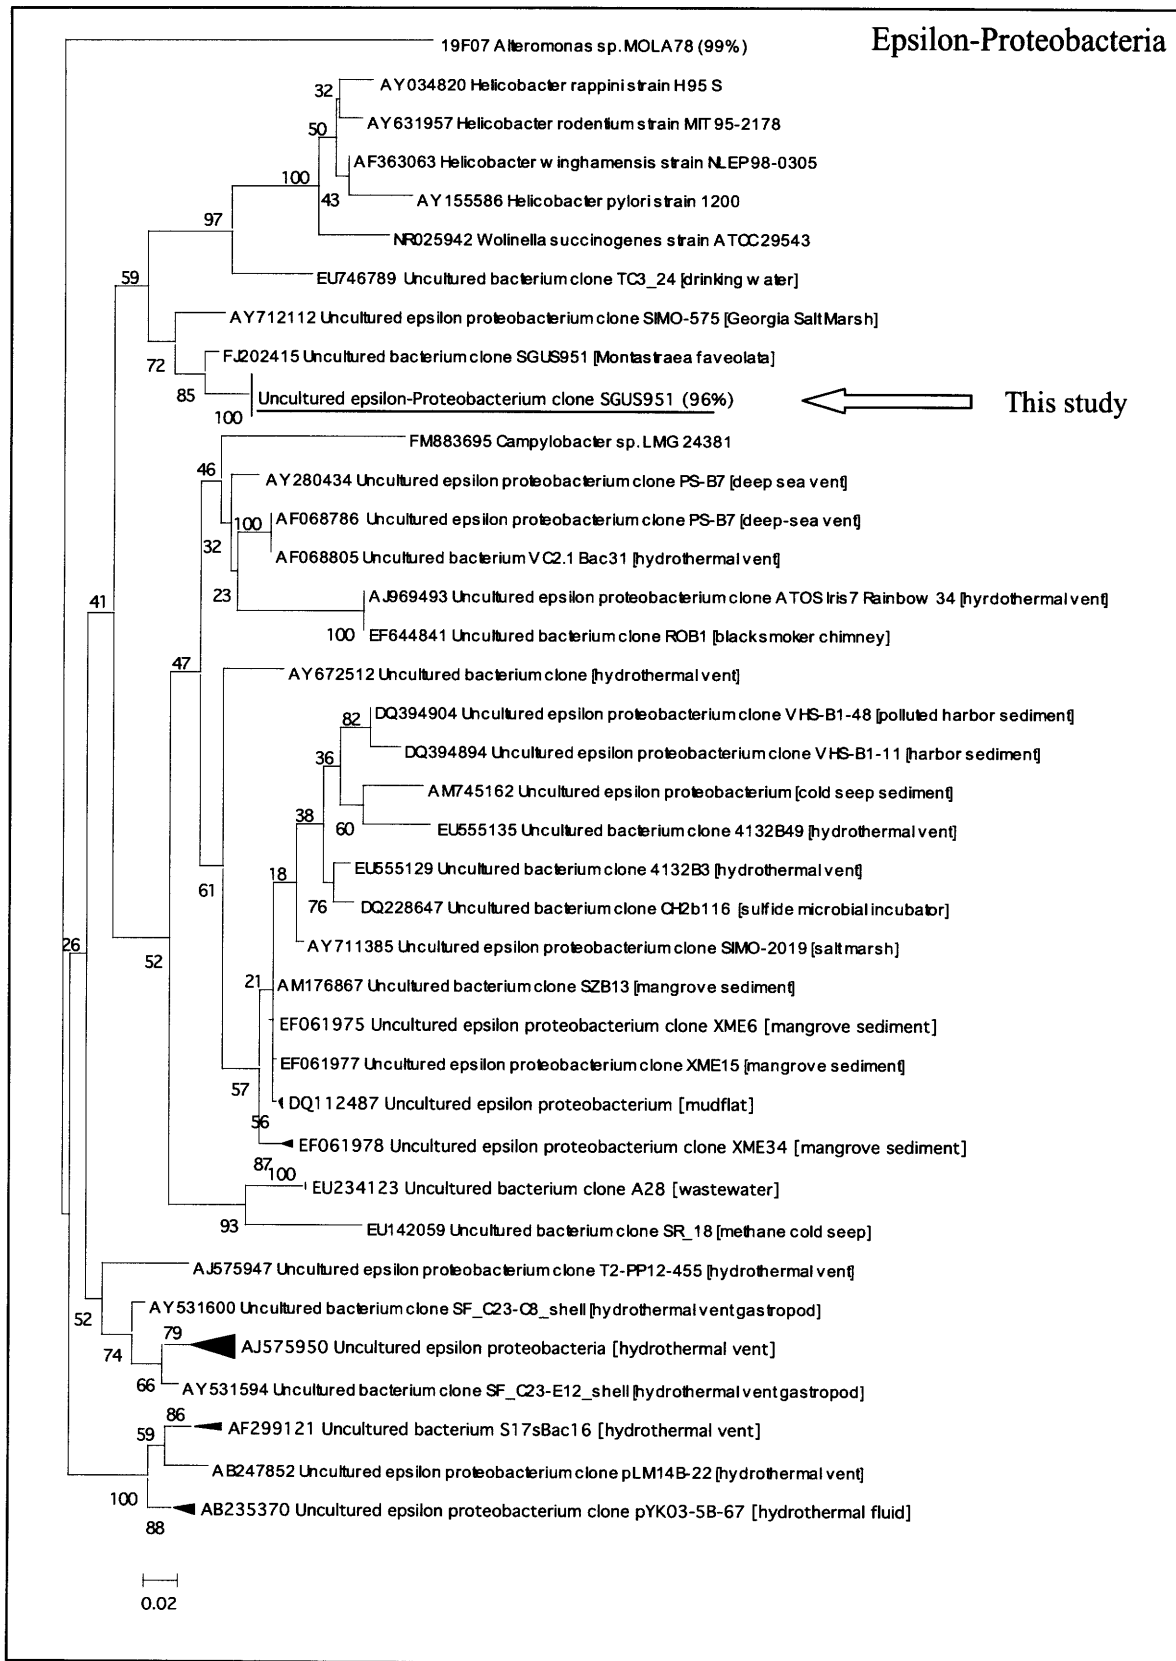 Epsilon-Proteobacteria
19F07 Alteromonas sp. MOLA78 (99%)
32
AY034820 Helicobacter rappini strain H95 S
AY631957 Helicobacter rodentium strain MIT 95-2178
50
AF363063 Helicobacter winghamensis strain NLEP98-0305
100
43
AY155586 Helicobacter pylori strain 1200
97
NR025942 Wolinella succinogenes strain ATCC29543
59
EU746789 Uncultured bacterium clone TC3_24 [drinking water]
AY712112 Uncultured epsilon proteobacterium clone SIMO-575 [Georgia Salt Marsh]
72
FJ202415 Uncultured bacterium clone SGUS951 [Montastraea faveolata]
85
Uncultured epsilon-Proteobacterium clone SGUS951 (96%)
This study
100
FM883695 Campylobacter sp. LMG 24381
46
AY280434 Uncultured epsilon proteobacterium clone PS-B7 [deep sea vent]
100
AF068786 Uncultured epsilon proteobacterium clone PS-B7 [deep-sea vent]
32
AF068805 Uncultured bacterium VC2.1 Bac31 [hydrothermal vent]
41
23
AJ969493 Uncultured epsilon proteobacterium clone ATOS Iris7 Rainbow 34 [hyrdothermal vent]
100
EF644841 Uncultured bacterium clone ROB1 [blacksmoker chimney]
47
AY672512 Uncultured bacterium clone [hydrothermal vent]
82
DQ394904 Uncultured epsilon proteobacterium clone VHS-B1-48 [polluted harbor sediment]
36
DQ394894 Uncultured epsilon proteobacterium clone VHS-B1-11 [harbor sediment]
AM745162 Uncultured epsilon proteobacterium [cold seep sediment]
38
60
EU555135 Uncultured bacterium clone 4132B49 [hydrothermal vent]
18
EU555129 Uncultured bacterium clone 4132B3 [hydrothermal vent]
61
76
DQ228647 Uncultured bacterium clone CH2b116 [sulfide microbial incubator]
26
52
AY711385 Uncultured epsilon proteobacterium clone SIMO-2019 [salt marsh]
21
AM176867 Uncultured bacterium clone SZB13 [mangrove sediment]
EF061975 Uncultured epsilon proteobacterium clone XME6 [mangrove sediment]
EF061977 Uncultured epsilon proteobacterium clone XME15 [mangrove sediment]
57
DQ112487 Uncultured epsilon proteobacterium [mudflat]
56
EF061978 Uncultured epsilon proteobacterium clone XME34 [mangrove sediment]
87
100
EU234123 Uncultured bacterium clone A28 [wastewater]
93
EU142059 Uncultured bacterium clone SR_18 [methane cold seep]
AJ575947 Uncultured epsilon proteobacterium clone T2-PP12-455 [hydrothermal vent]
52
AY531600 Uncultured bacterium clone SF_C23-C8_shell [hydrothermal vent gastropod]
79
AJ575950 Uncultured epsilon proteobacteria [hydrothermal vent]
74
66
AY531594 Uncultured bacterium clone SF_C23-E12_shell [hydrothermal vent gastropod]
86
AF299121 Uncultured bacterium S17sBac16 [hydrothermal vent]
59
AB247852 Uncultured epsilon proteobacterium clone pLM14B-22 [hydrothermal vent]
100
AB235370 Uncultured epsilon proteobacterium clone pYK03-5B-67 [hydrothermal fluid]
88
0.02